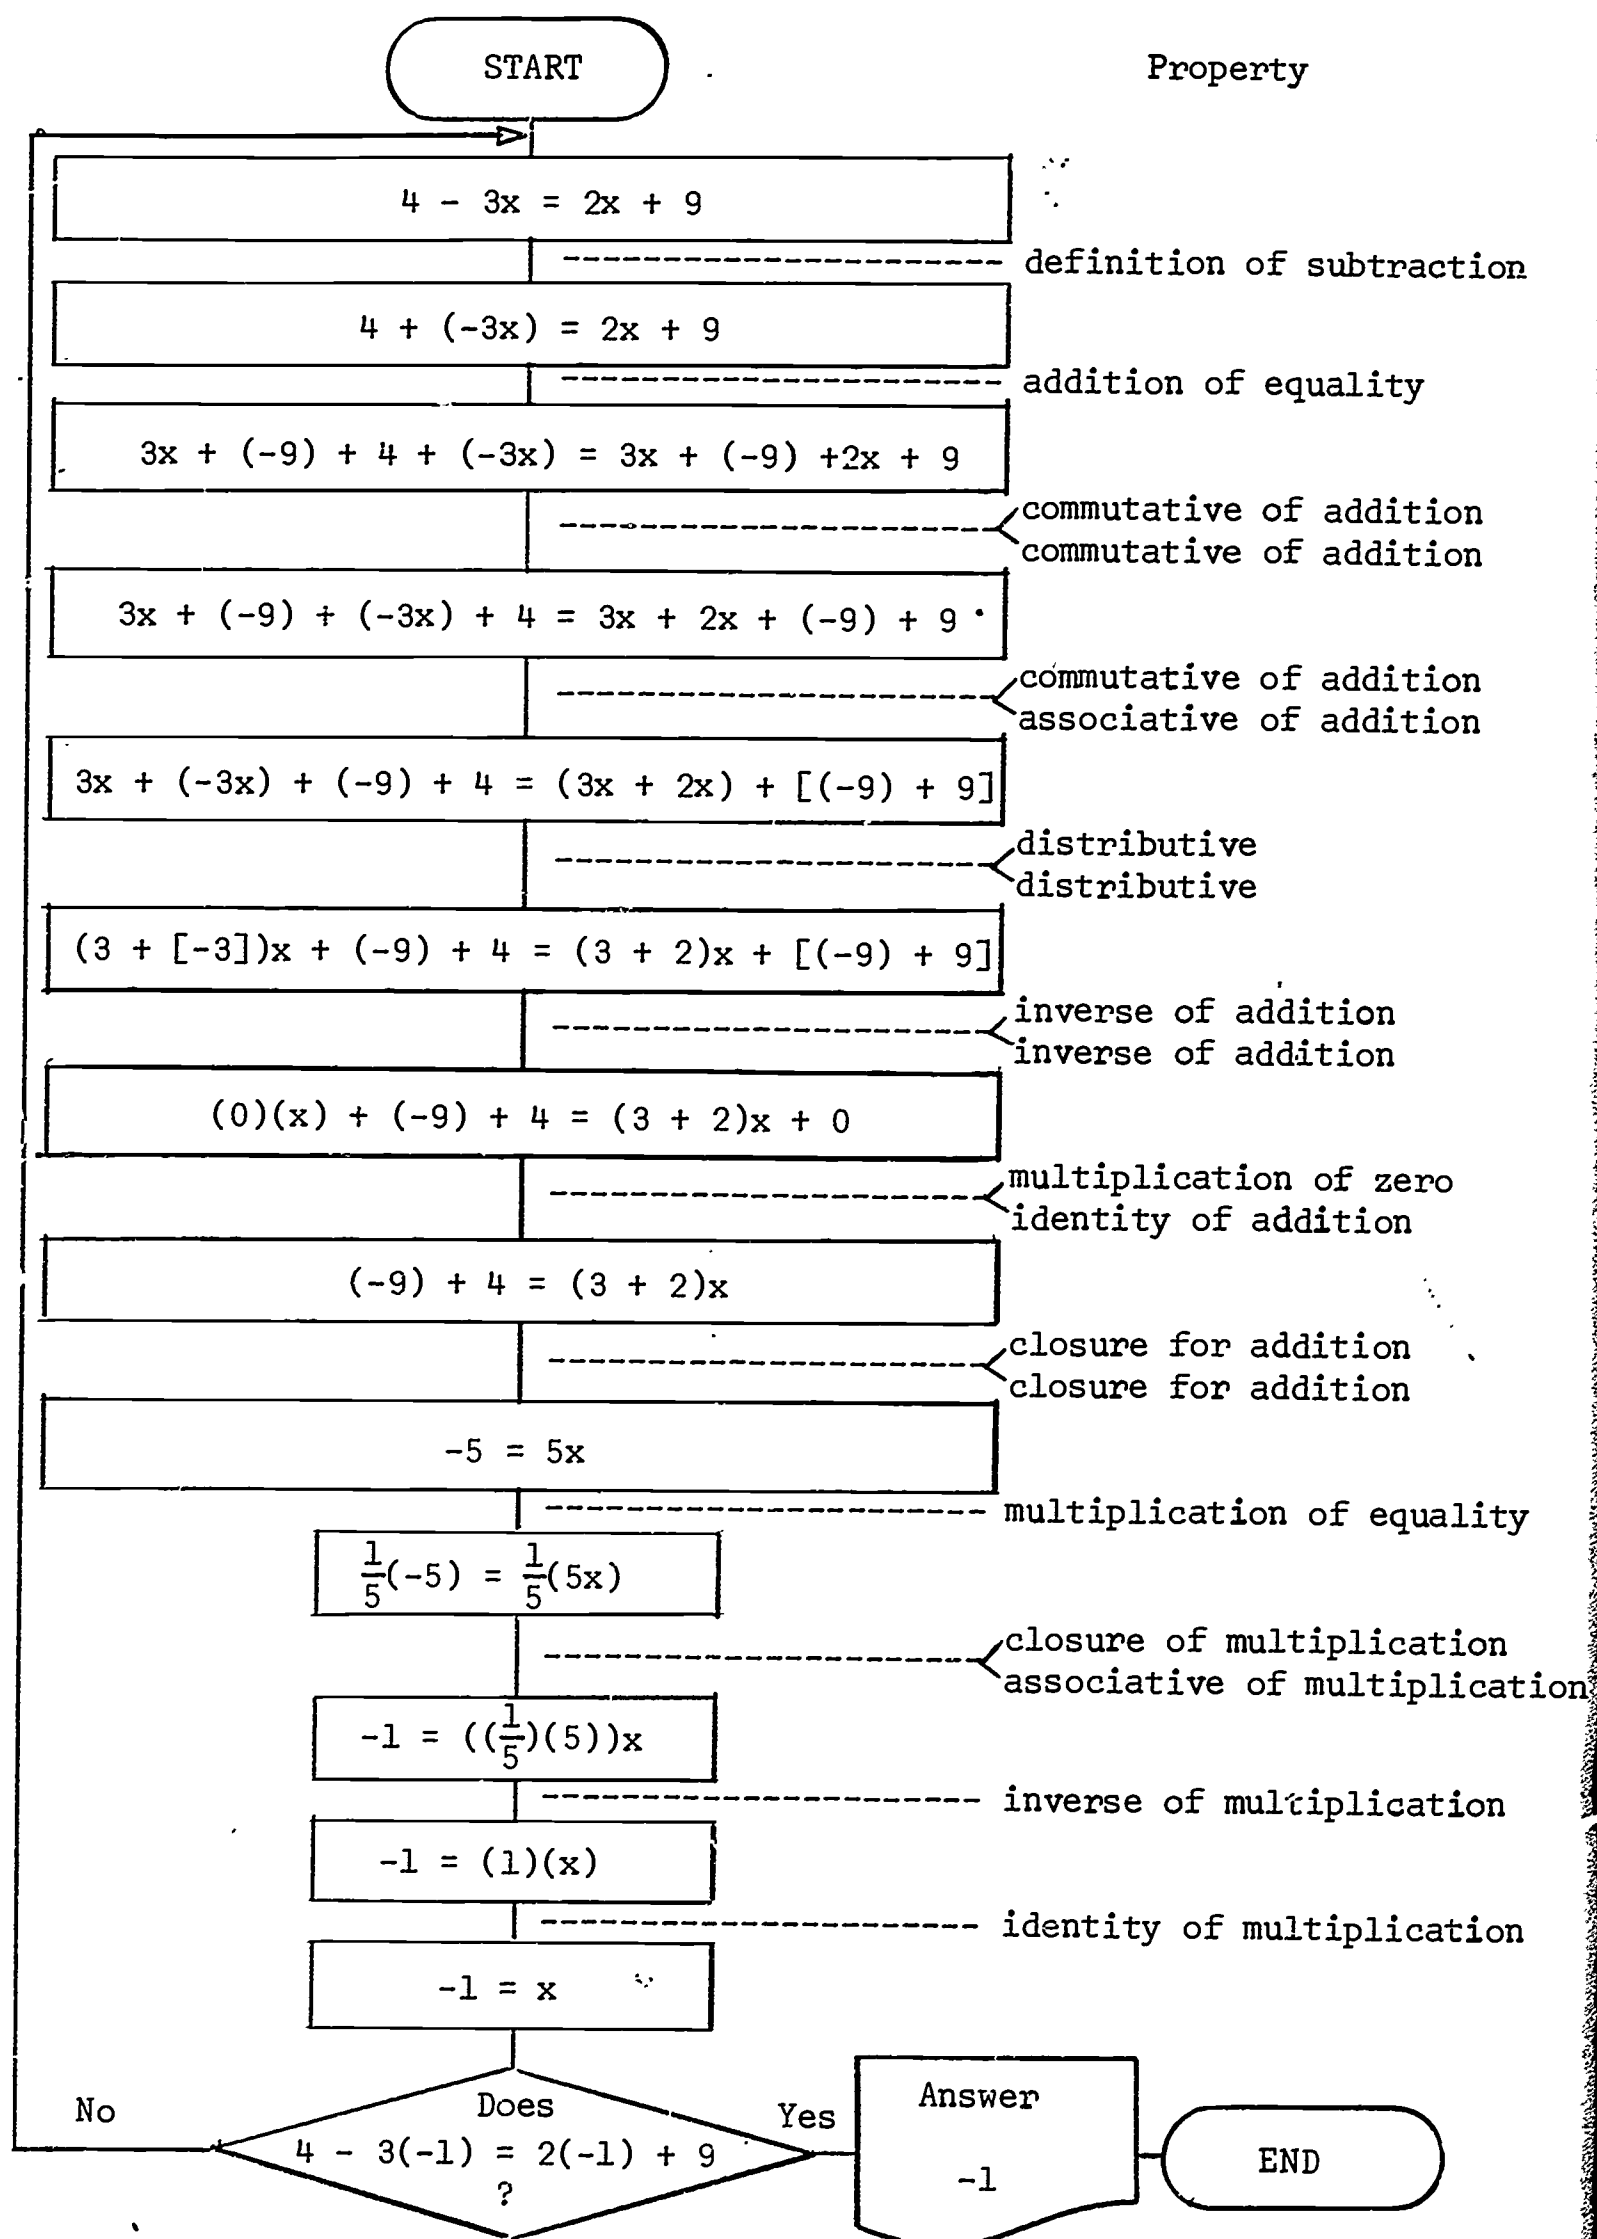 START
Property
4 - 3x = 2x + 9
definition of subtraction
4 + (-3x) = 2x + 9
addition of equality
3x + (-9) + 4 + (-3x) = 3x + (-9) +2x + 9
commutative of addition
commutative of addition
3x + (-9) + (-3x) + 4 = 3x + 2x + (-9) + 9
commutative of addition
associative of addition
3x + (-3x) + (-9) + 4 = (3x + 2x) + [(-9) + 9]
distributive
distributive
(3 + [-3])x + (-9) + 4 = (3 + 2)x + [(-9) + 9]
inverse of addition
inverse of addition
(0)(x) + (-9) + 4 = (3 + 2)x + 0
multiplication of zero
identity of addition
(-9) + 4 = (3 + 2)x
closure for addition
closure for addition
-5 = 5x
multiplication of equality
1/5(-5) = 1/5(5x)
closure of multiplication
associative of multiplication
-1 = ((1/5)(5))x
inverse of multiplication
-1 = (1)(x)
identity of multiplication
-1 = x
No
Does
4 - 3(-1) = 2(-1) + 9
?
Yes
Answer
-1
END